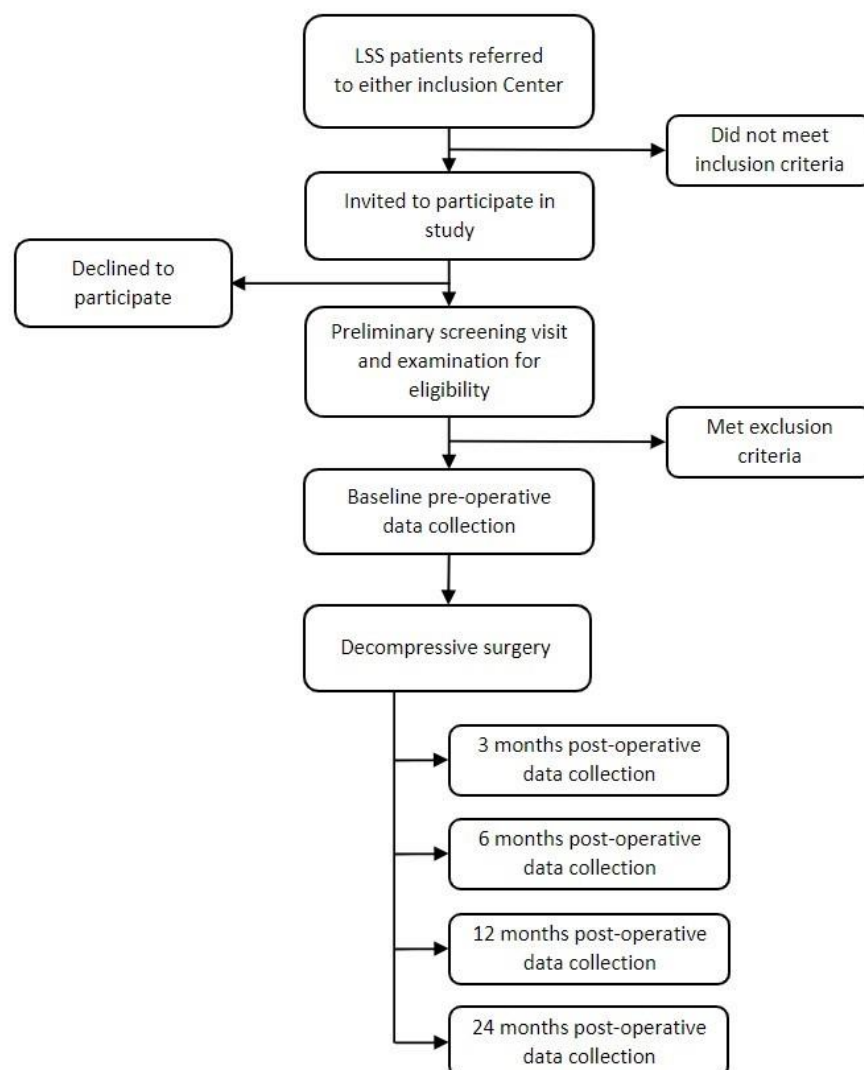 LSS patients referred
to either inclusion Center
Did not meet
inclusion criteria
Invited to participate in
study
Declined to
participate
Preliminary screening visit
and examination for
eligibility
Met exclusion
criteria
Baseline pre-operative
data collection
Decompressive surgery
3 months post-operative
data collection
6 months post-operative
data collection
12 months post-operative
data collection
24 months post-operative
data collection